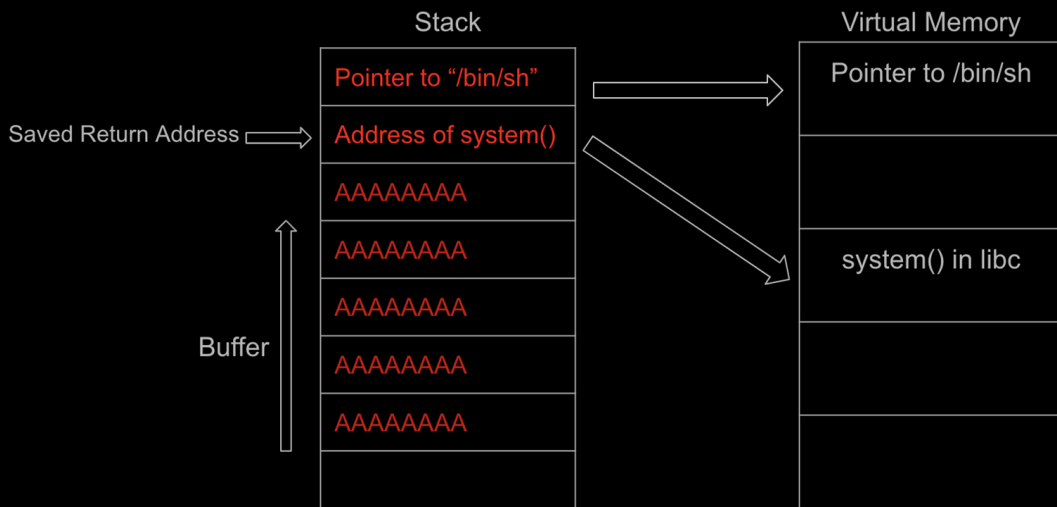 Stack
Virtual Memory
Pointer to “/bin/sh”
Pointer to /bin/sh
Saved Return Address
Address of system()
AAAAAAAA
AAAAAAAA
system() in libc
AAAAAAAA
Buffer
AAAAAAAA
AAAAAAAA